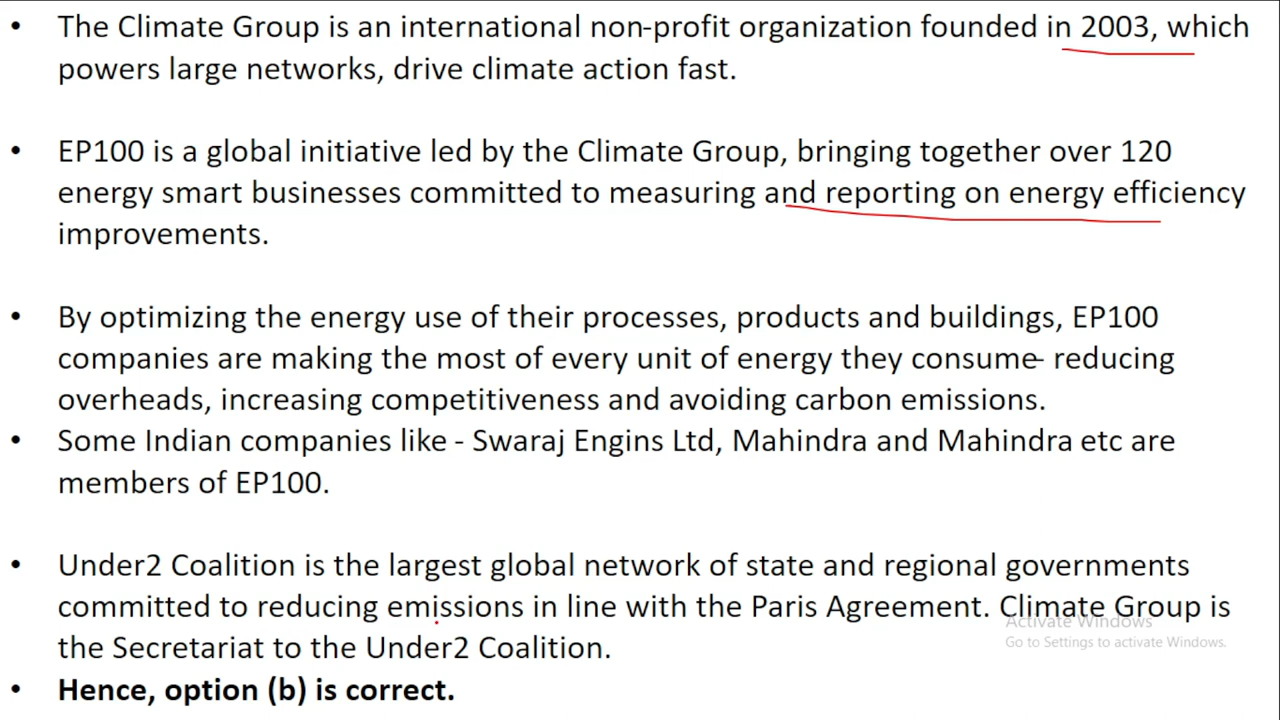 • The Climate Group is an international non-profit organization founded in 2003, which
powers large networks, drive climate action fast.
• EP100 is a global initiative led by the Climate Group, bringing together over 120
energy smart businesses committed to measuring and reporting on energy efficiency
improvements.
• By optimizing the energy use of their processes, products and buildings, EP100
companies are making the most of every unit of energy they consume– reducing
overheads, increasing competitiveness and avoiding carbon emissions.
• Some Indian companies like - Swaraj Engins Ltd, Mahindra and Mahindra etc are
members of EP100.
• Under2 Coalition is the largest global network of state and regional governments
committed to reducing emissions in line with the Paris Agreement. Climate Group is
the Secretariat to the Under2 Coalition.
• Hence, option (b) is correct.
Activate Windows
Go to Settings to activate Windows.